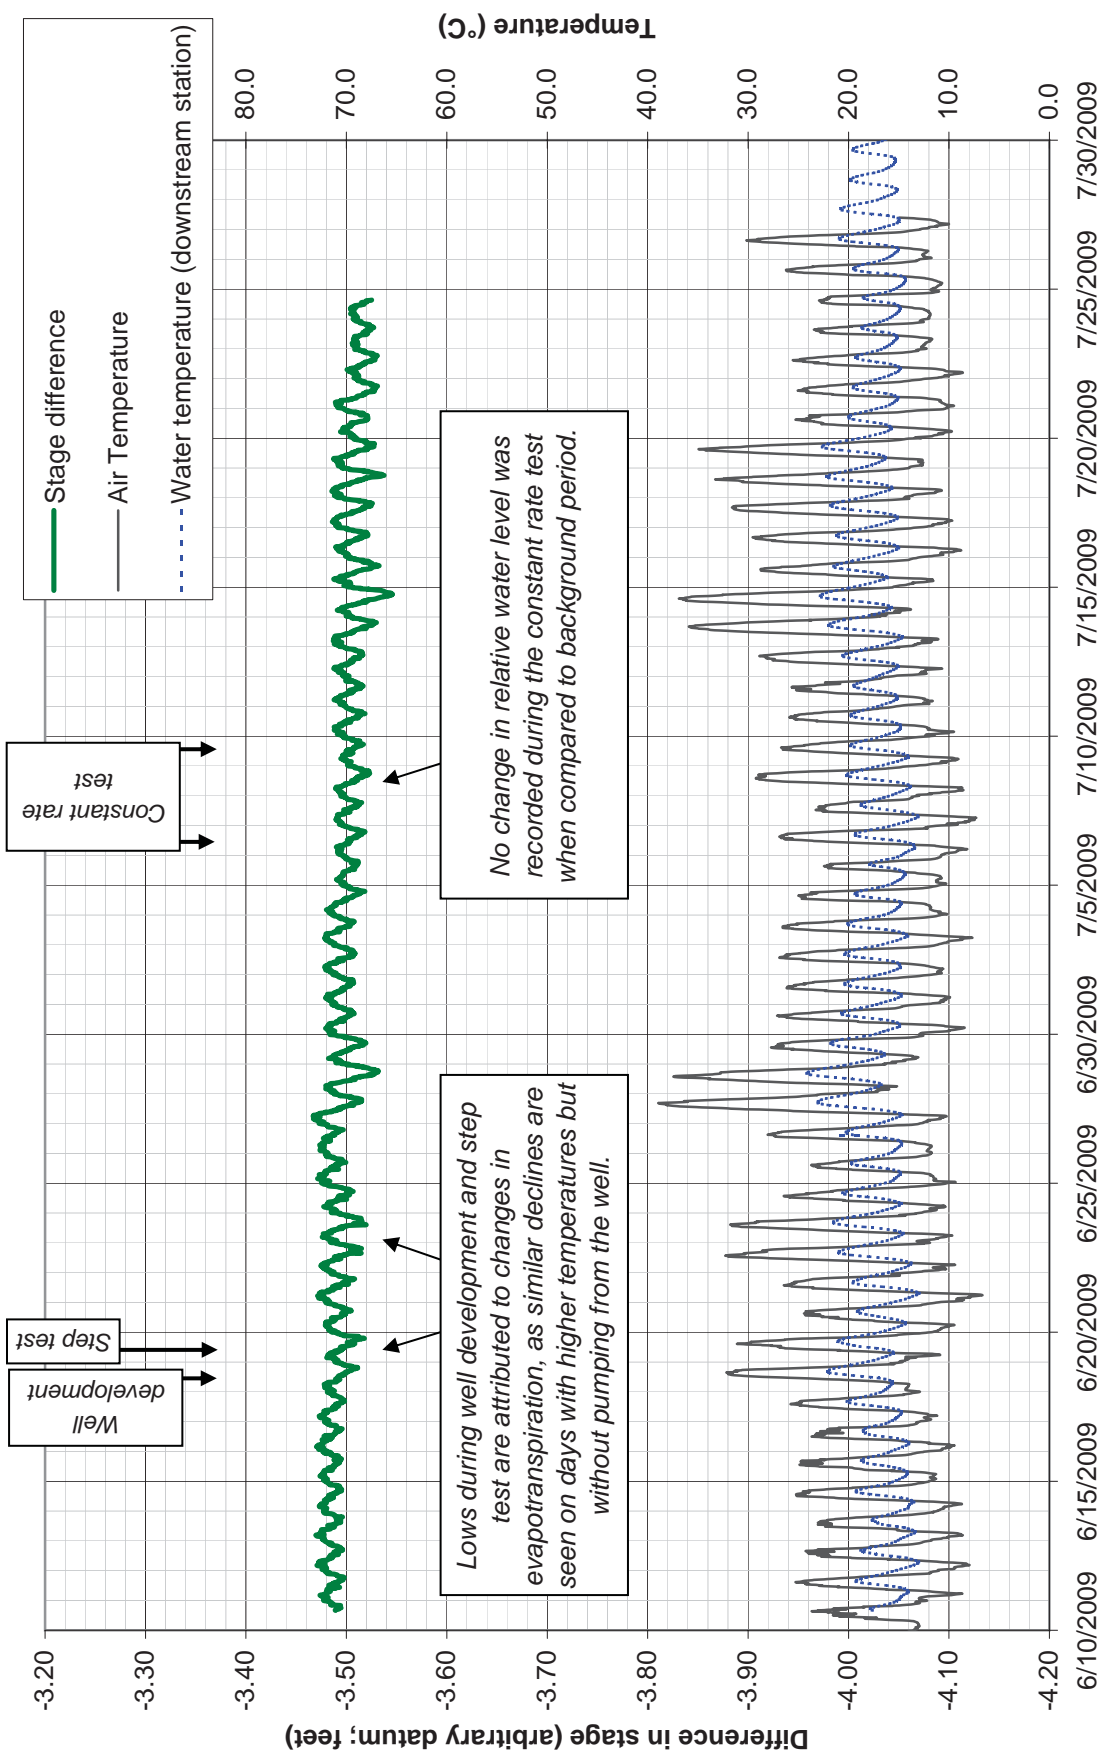 Well
development
Step test
Constant rate
test
Stage difference
Air Temperature
Water temperature (downstream station)
Difference in stage (arbitrary datum; feet)
-3.20
-3.30
-3.40
-3.50
-3.60
-3.70
-3.80
-3.90
-4.00
-4.10
-4.20
Lows during well development and step
test are attributed to changes in
evapotranspiration, as similar declines are
seen on days with higher temperatures but
without pumping from the well.
No change in relative water level was
recorded during the constant rate test
when compared to background period.
80.0
70.0
60.0
50.0
40.0
30.0
20.0
10.0
0.0
Temperature (°C)
6/10/2009
6/15/2009
6/20/2009
6/25/2009
6/30/2009
7/5/2009
7/10/2009
7/15/2009
7/20/2009
7/25/2009
7/30/2009